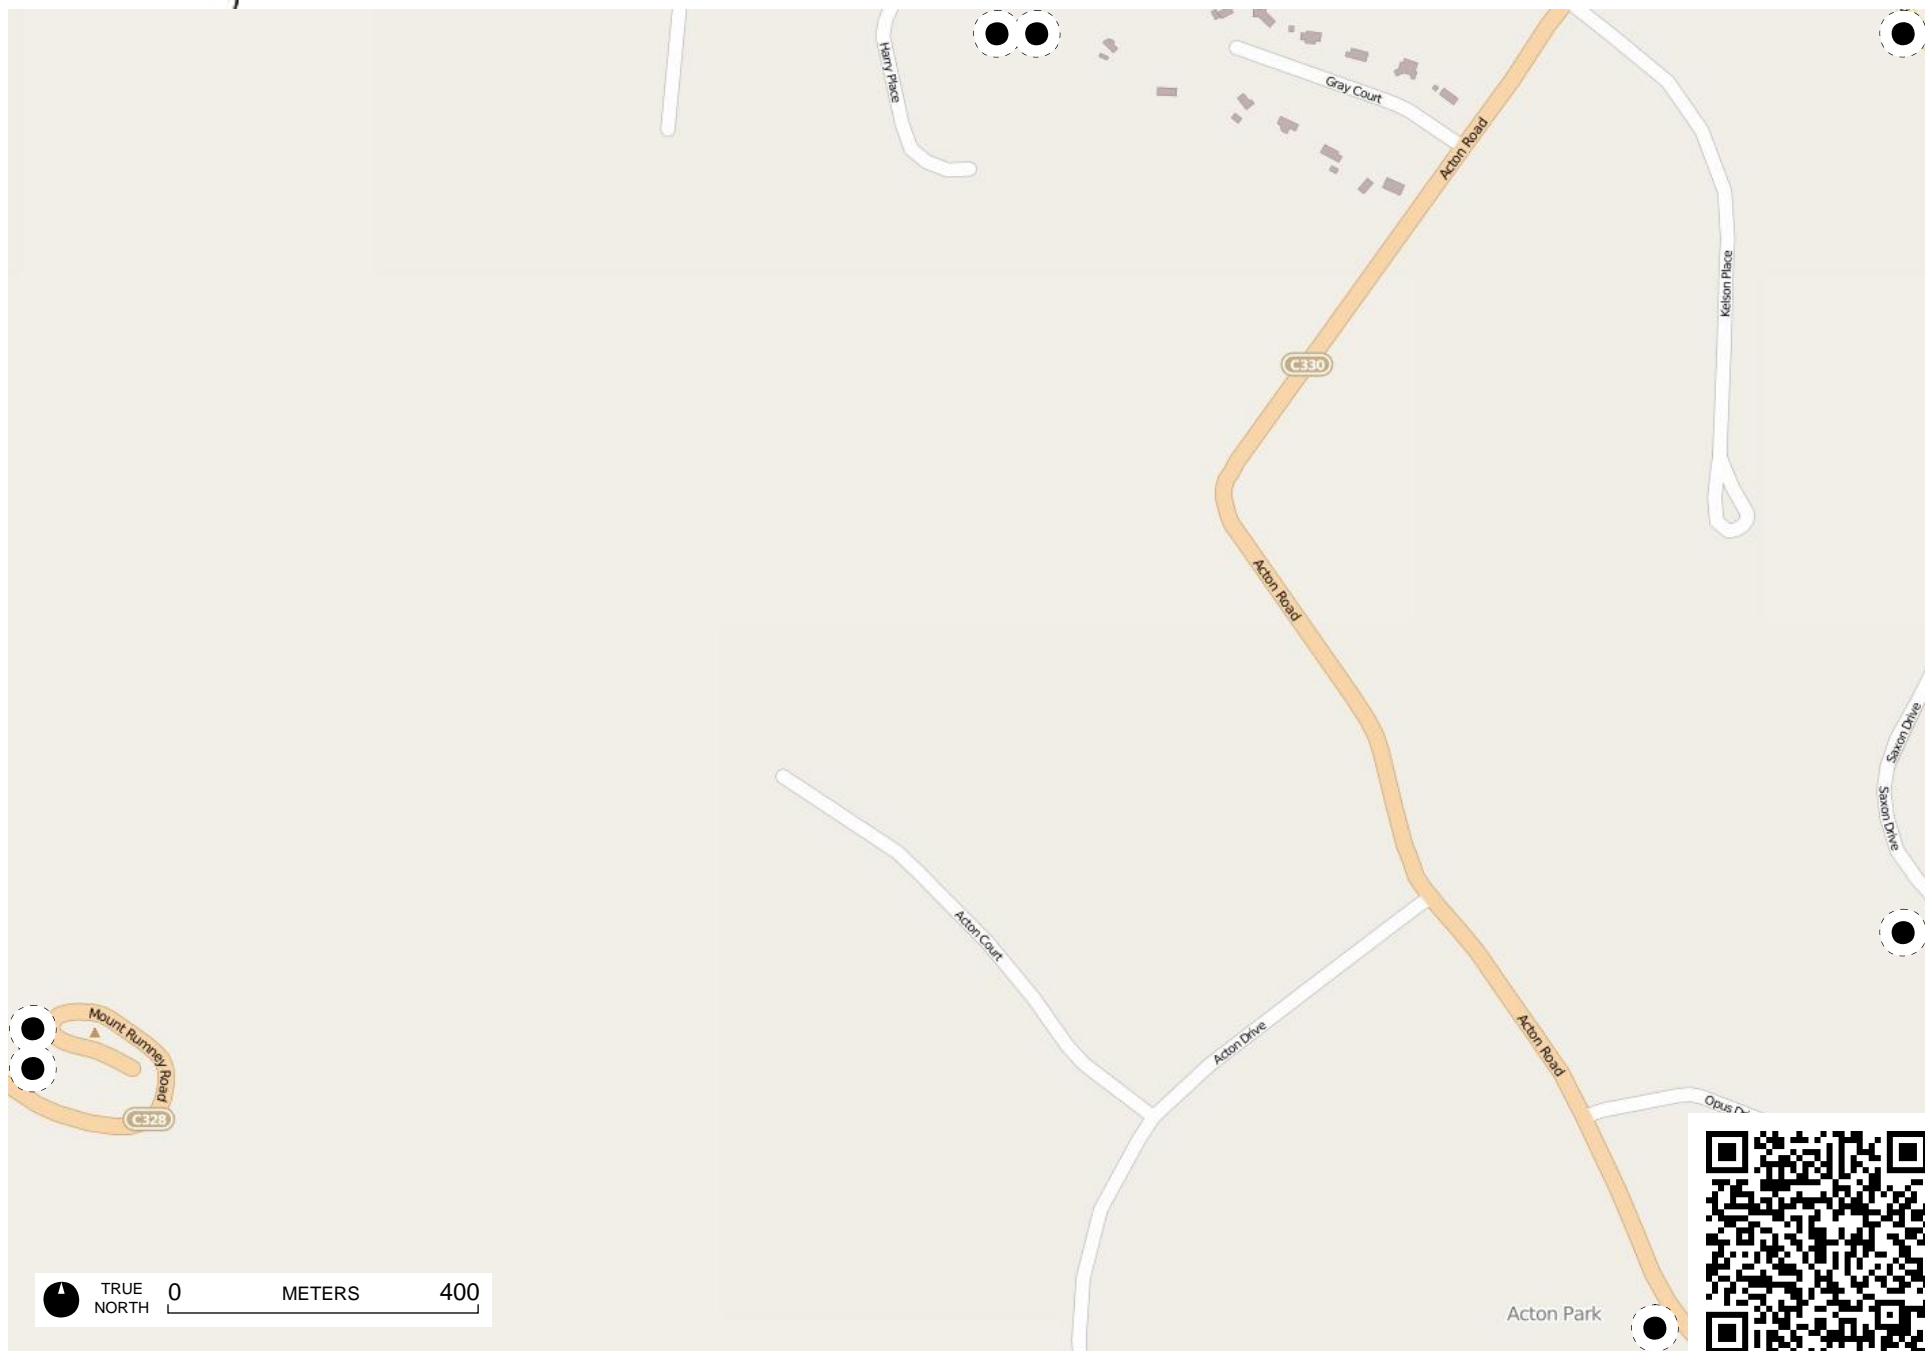 Harry Place
Gray Court
Acton Road
Kelson Place
C330
Acton Road
Saxon Drive
Saxon Drive
Acton Court
Mount Rumney Road
Acton Drive
Acton Road
C328
Opus
TRUE
NORTH
0 METERS 400
Acton Park